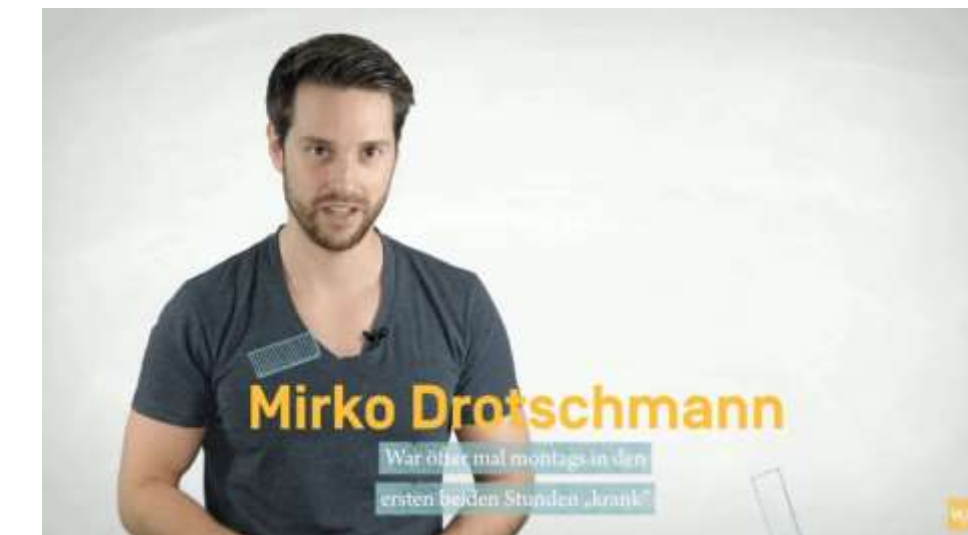 Mirko Drotschmann
War öfter mal montags in den
ersten beiden Stunden „krank“